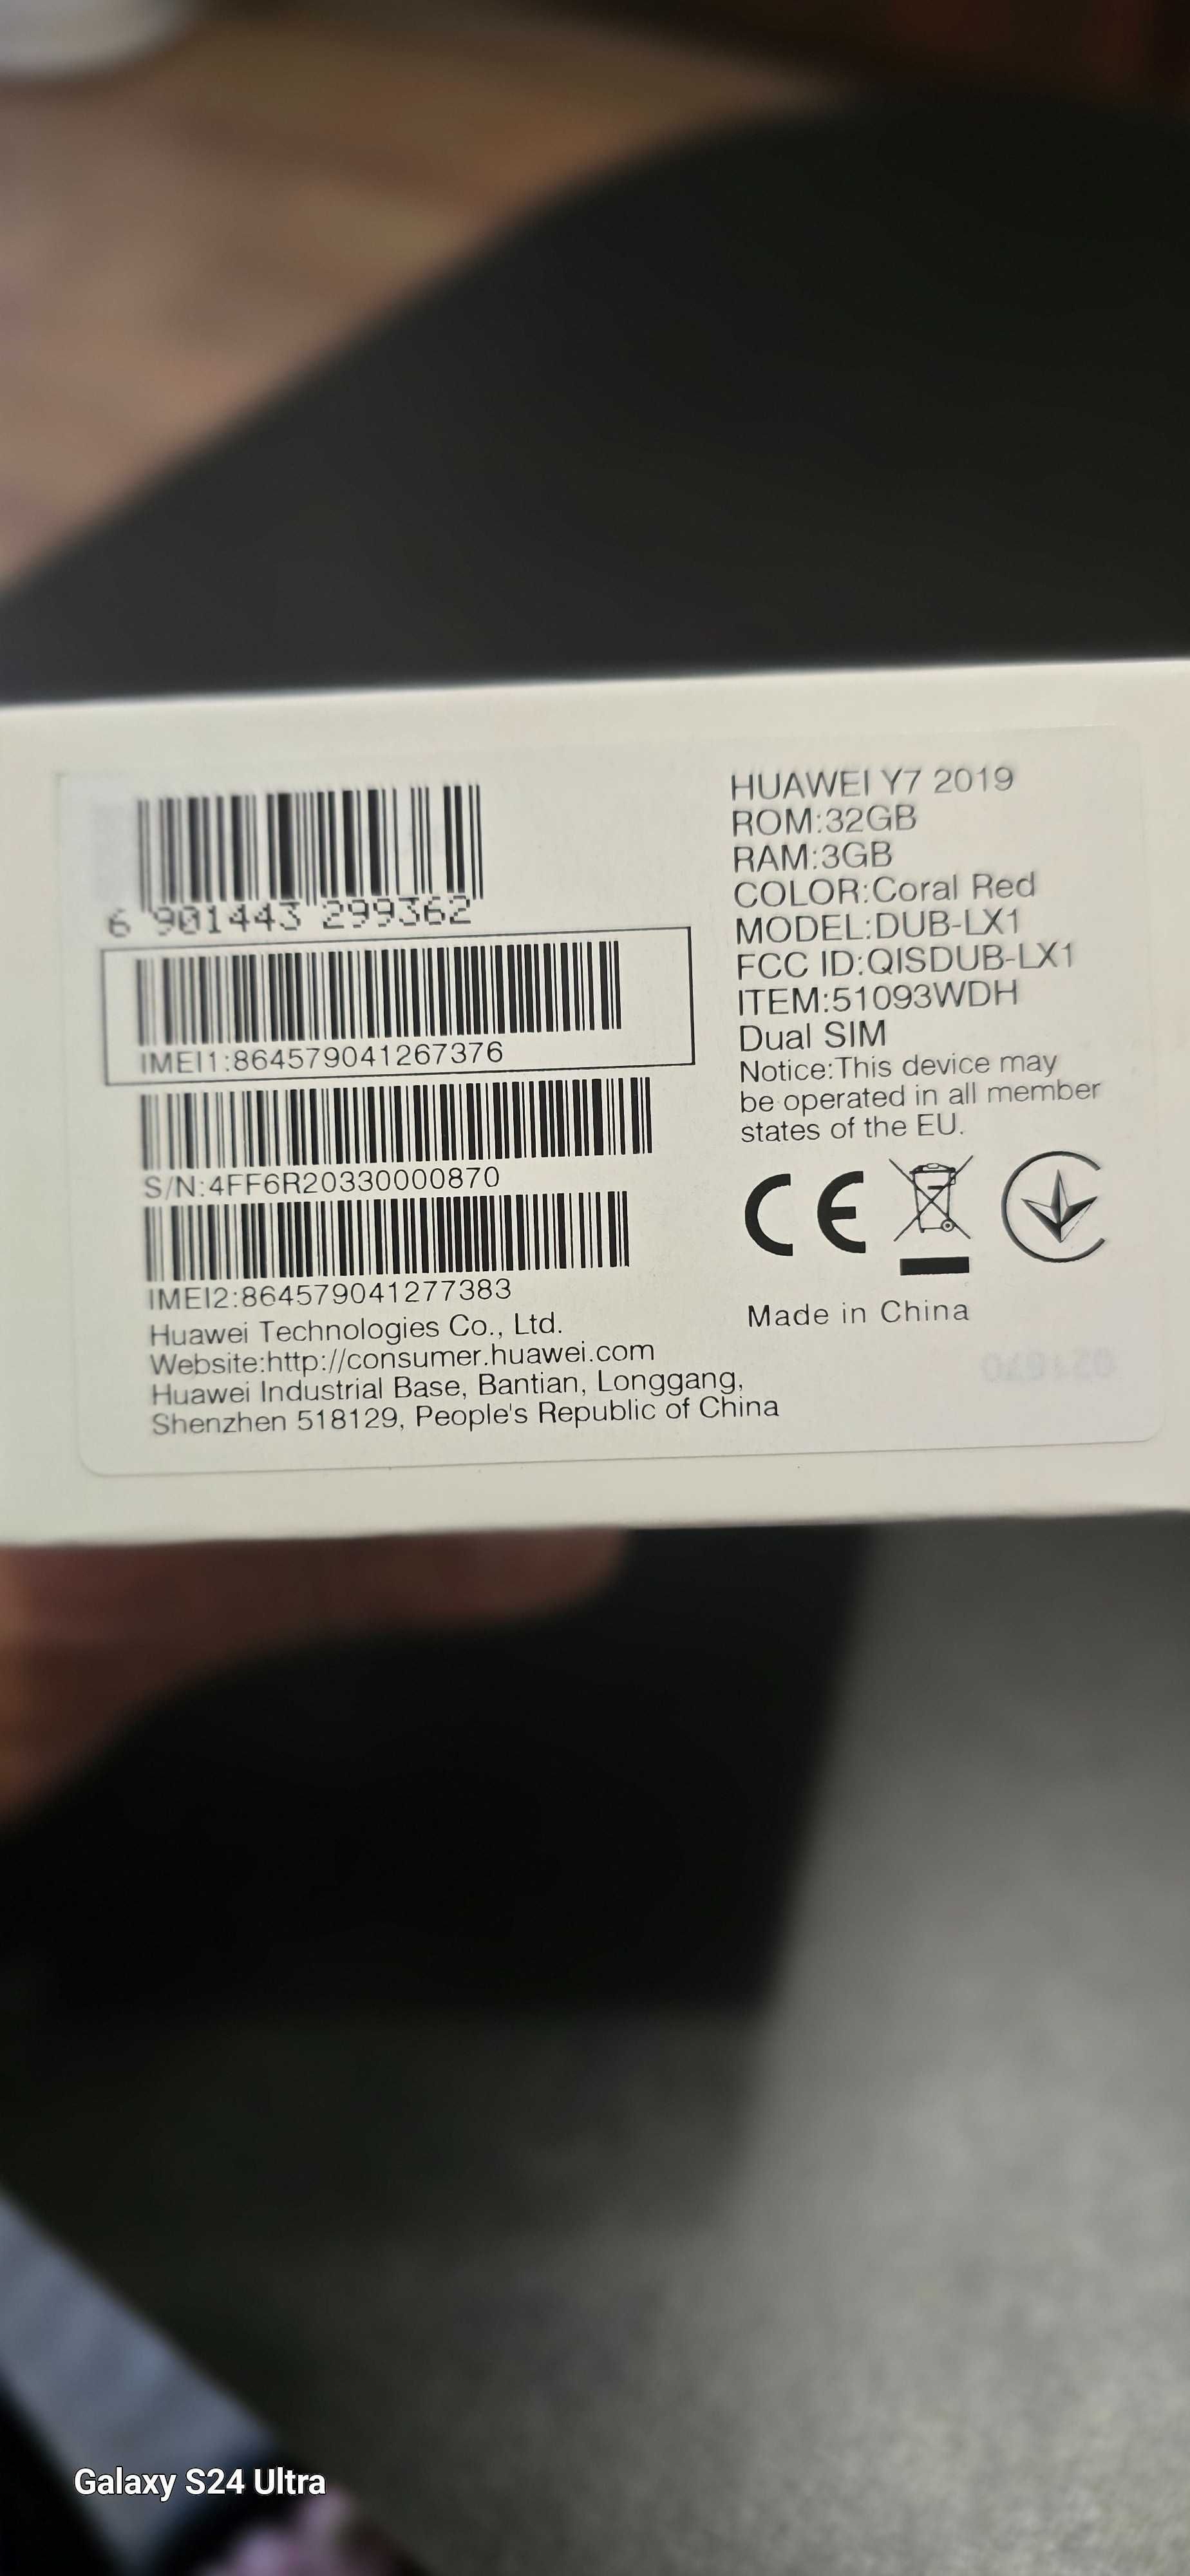 6 901443 299362
IMEI1:864579041267376
S/N:4FF6R20330000870
IMEI2:864579041277383
Huawei Technologies Co., Ltd.
Website:http://consumer.huawei.com
Huawei Industrial Base, Bantian, Longgang,
Shenzhen 518129, People's Republic of China
HUAWEI Y7 2019
ROM:32GB
RAM:3GB
COLOR:Coral Red
MODEL:DUB-LX1
FCC ID:QISDUB-LX1
ITEM:51093WDH
Dual SIM
Notice:This device may
be operated in all member
states of the EU.
CE
Made in China
Galaxy S24 Ultra